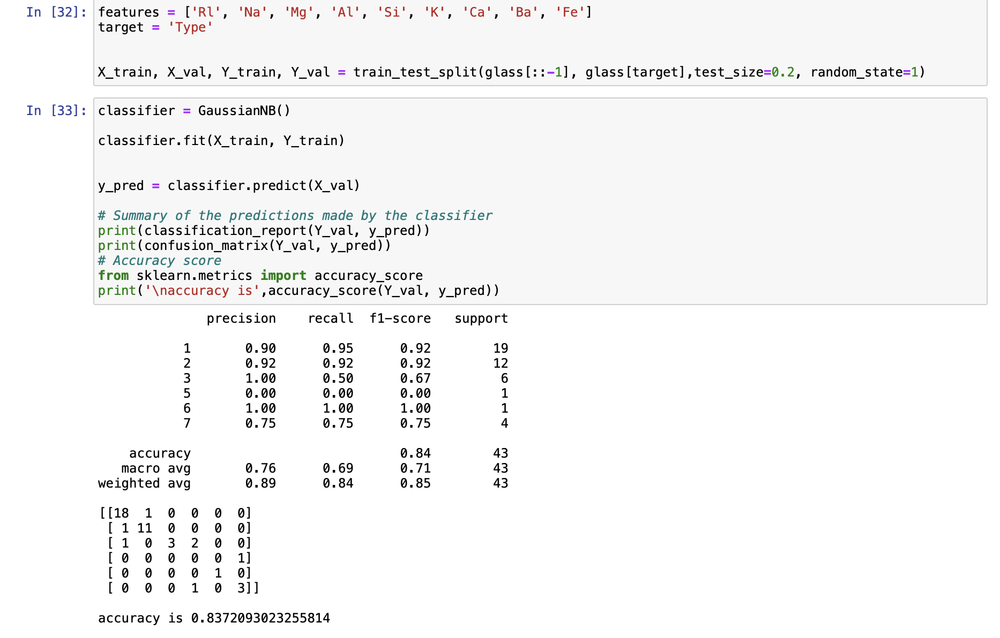 In [32]: features = ['Rl', 'Na', 'Mg', 'Al', 'Si', 'K', 'Ca', 'Ba', 'Fe']
target = 'Type'
X_train, X_val, Y_train, Y_val = train_test_split(glass[::-1], glass[target],test_size=0.2, random_state=1)
In [33]: classifier = GaussianNB()
classifier.fit(X_train, Y_train)
y_pred = classifier.predict(X_val)
# Summary of the predictions made by the classifier
print(classification_report(Y_val, y_pred))
print(confusion_matrix(Y_val, y_pred))
# Accuracy score
from sklearn.metrics import accuracy_score
print('\naccuracy is',accuracy_score(Y_val, y_pred))
precision recall f1-score support
1 0.90 0.95 0.92 19
2 0.92 0.92 0.92 12
3 1.00 0.50 0.67 6
5 0.00 0.00 0.00 1
6 1.00 1.00 1.00 1
7 0.75 0.75 0.75 4
accuracy 0.84 43
macro avg 0.76 0.69 0.71 43
weighted avg 0.89 0.84 0.85 43
[[18 1 0 0 0 0]
[ 1 11 0 0 0 0]
[ 1 0 3 2 0 0]
[ 0 0 0 0 0 1]
[ 0 0 0 0 1 0]
[ 0 0 0 1 0 3]]
accuracy is 0.8372093023255814